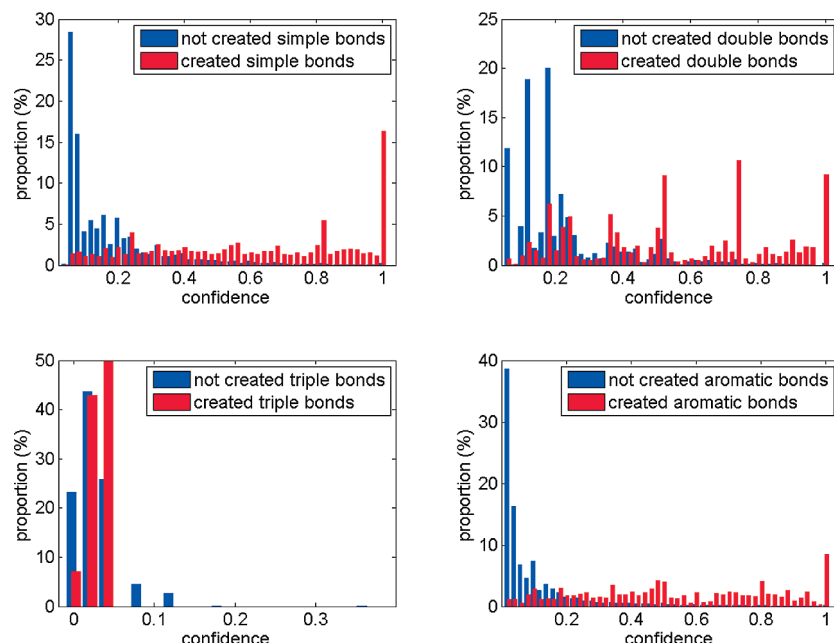 30
25
20
15
10
5
0
proportion (%)
not created simple bonds
created simple bonds
0.2 0.4 0.6 0.8 1
confidence
25
20
15
10
5
0
proportion (%)
not created double bonds
created double bonds
0.2 0.4 0.6 0.8 1
confidence
50
40
30
20
10
0
proportion (%)
not created triple bonds
created triple bonds
0 0.1 0.2 0.3
confidence
40
30
20
10
0
proportion (%)
not created aromatic bonds
created aromatic bonds
0.2 0.4 0.6 0.8 1
confidence